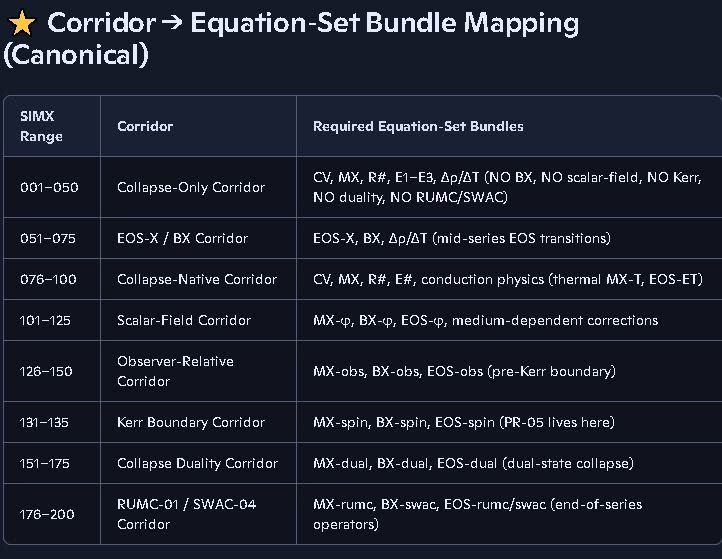 ⭐ Corridor → Equation-Set Bundle Mapping
(Canonical)
SIMX
Range
Corridor
Required Equation-Set Bundles
001–050
Collapse-Only Corridor
CV, MX, R#, E1–E3, Δρ/ΔT (NO BX, NO scalar-field, NO Kerr,
NO duality, NO RUMC/SWAC)
051–075
EOS-X / BX Corridor
EOS-X, BX, Δρ/ΔT (mid-series EOS transitions)
076–100
Collapse-Native Corridor
CV, MX, R#, E#, conduction physics (thermal MX-T, EOS-ET)
101–125
Scalar-Field Corridor
MX-φ, BX-φ, EOS-φ, medium-dependent corrections
126–150
Observer-Relative
Corridor
MX-obs, BX-obs, EOS-obs (pre-Kerr boundary)
131–135
Kerr Boundary Corridor
MX-spin, BX-spin, EOS-spin (PR-05 lives here)
151–175
Collapse Duality Corridor
MX-dual, BX-dual, EOS-dual (dual-state collapse)
176–200
RUMC-01 / SWAC-04
Corridor
MX-rumc, BX-swac, EOS-rumc/swac (end-of-series
operators)